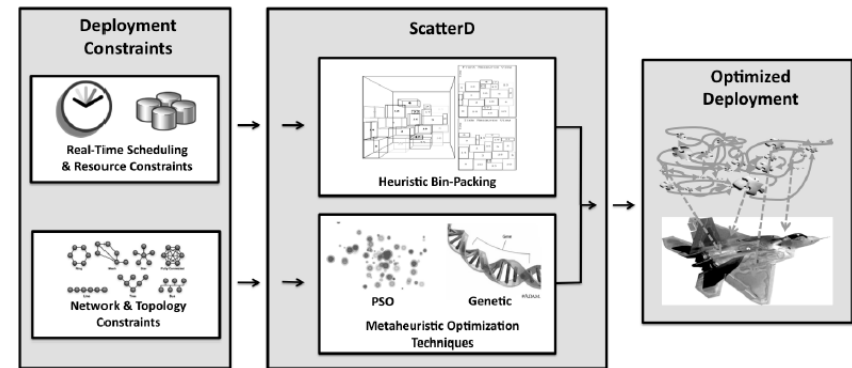 Deployment
Constraints
Real-Time Scheduling
& Resource Constraints
Network & Topology
Constraints
ScatterD
Heuristic Bin-Packing
PSO
Genetic
Metaheuristic Optimization
Techniques
Optimized
Deployment